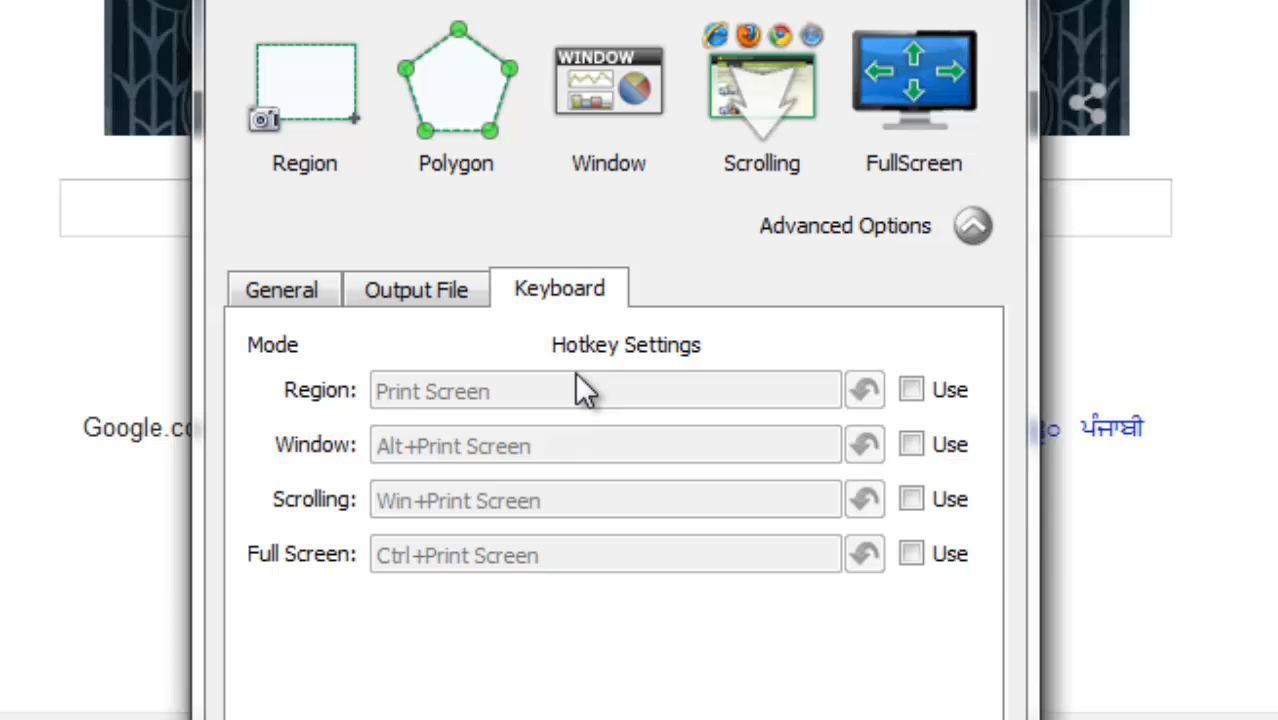 WINDOW
Region
Polygon
Window
Scrolling
FullScreen
Advanced Options
General
Output File
Keyboard
Mode
Hotkey Settings
Region:
Print Screen
Use
Window:
Alt+Print Screen
Use
Scrolling:
Win+Print Screen
Use
Full Screen:
Ctrl+Print Screen
Use
ਪੰਜਾਬੀ